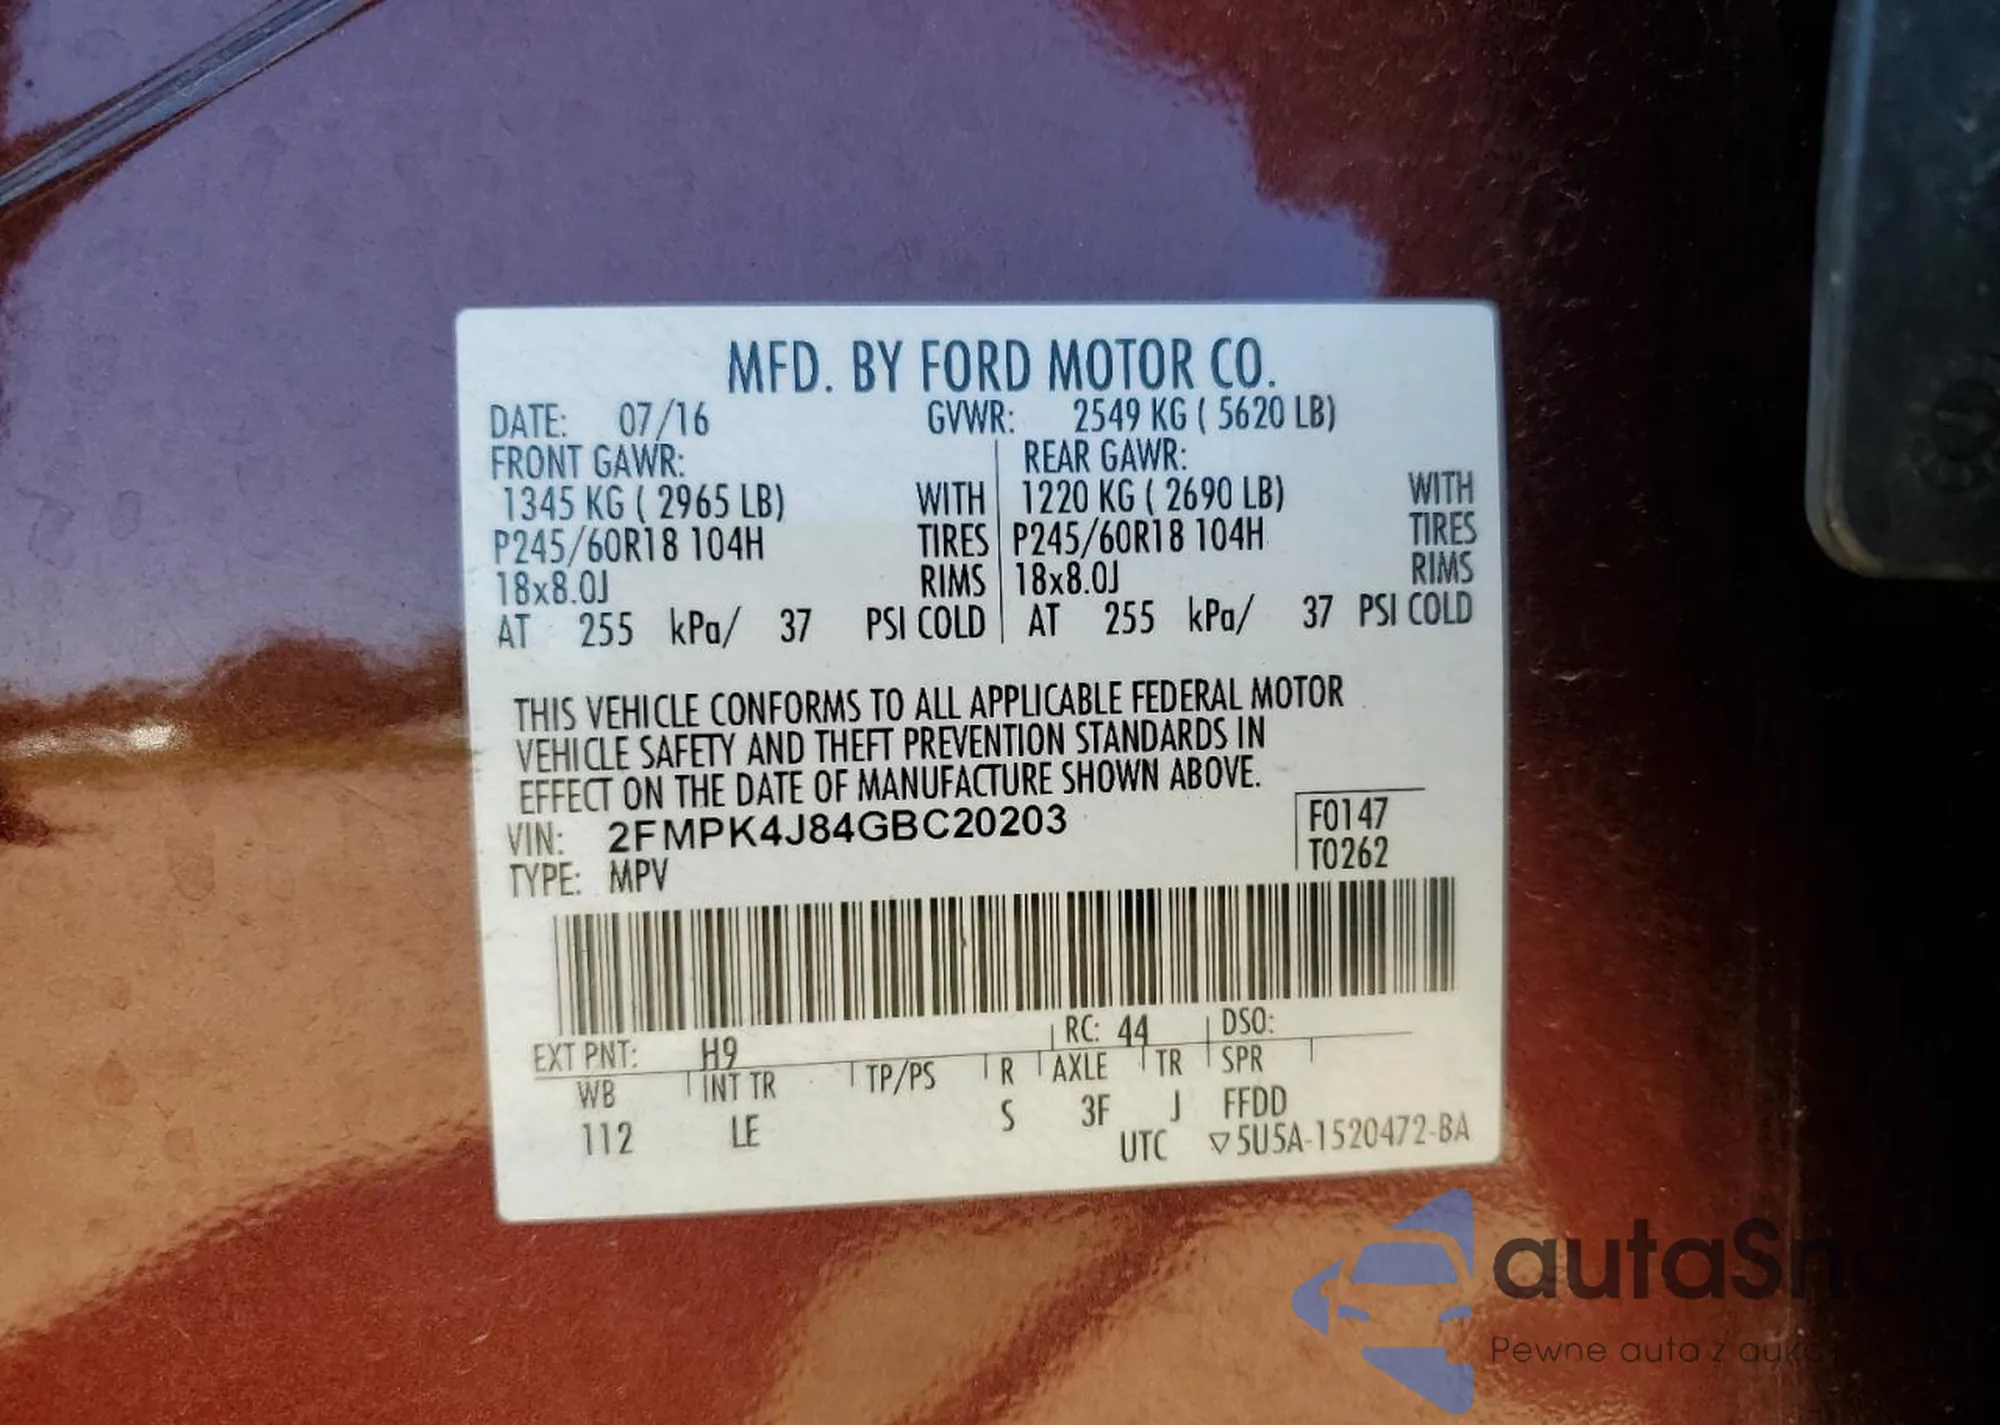 MFD. BY FORD MOTOR CO.
DATE: 07/16 GVWR: 2549 KG ( 5620 LB)
FRONT GAWR: REAR GAWR:
1345 KG ( 2965 LB) WITH 1220 KG ( 2690 LB) WITH
P245/60R18 104H TIRES P245/60R18 104H TIRES
18x8.0J RIMS 18x8.0J RIMS
AT 255 kPa/ 37 PSI COLD AT 255 kPa/ 37 PSI COLD
THIS VEHICLE CONFORMS TO ALL APPLICABLE FEDERAL MOTOR
VEHICLE SAFETY AND THEFT PREVENTION STANDARDS IN
EFFECT ON THE DATE OF MANUFACTURE SHOWN ABOVE.
VIN: 2FMPK4J84GBC20203 F0147
TYPE: MPV T0262
EXT PNT: H9 RC: 44 DSO:
WB INT TR TP/PS R AXLE TR SPR
112 LE S 3F J FFDD
UTC ▽5U5A-1520472-BA
autaSnap
Pewne auta z